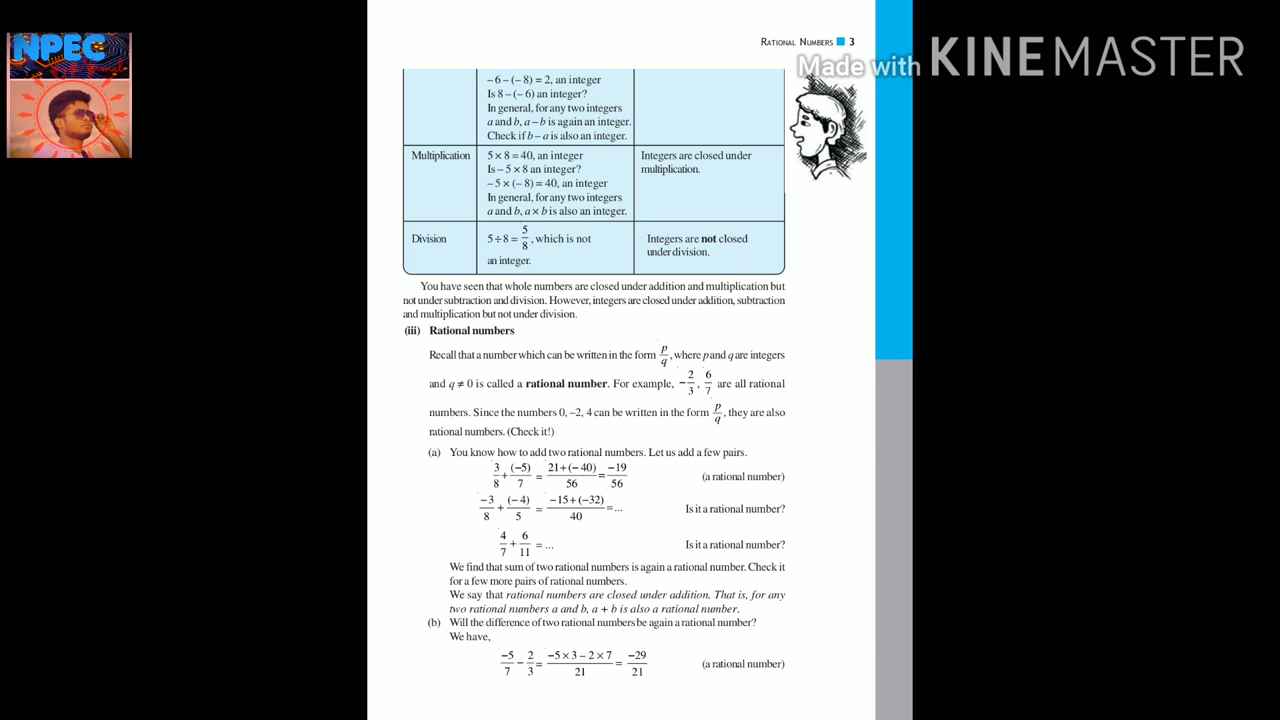 NPEC
RATIONAL NUMBERS ■ 3
Made with KINEMASTER
– 6 – (– 8) = 2, an integer
Is 8 – (– 6) an integer?
In general, for any two integers
a and b, a – b is again an integer.
Check if b – a is also an integer.
Multiplication 5 × 8 = 40, an integer Integers are closed under
Is – 5 × 8 an integer? multiplication.
– 5 × (– 8) = 40, an integer
In general, for any two integers
a and b, a × b is also an integer.
Division 5 ÷ 8 = 5/8, which is not Integers are not closed
an integer. under division.
You have seen that whole numbers are closed under addition and multiplication but
not under subtraction and division. However, integers are closed under addition, subtraction
and multiplication but not under division.
(iii) Rational numbers
Recall that a number which can be written in the form p/q, where p and q are integers
and q ≠ 0 is called a rational number. For example, –2/3, 6/7 are all rational
numbers. Since the numbers 0, –2, 4 can be written in the form p/q, they are also
rational numbers. (Check it!)
(a) You know how to add two rational numbers. Let us add a few pairs.
3/8 + (–5)/7 = 21 + (– 40)/56 = –19/56 (a rational number)
–3/8 + (– 4)/5 = –15 + (–32)/40 = ... Is it a rational number?
4/7 + 6/11 = ... Is it a rational number?
We find that sum of two rational numbers is again a rational number. Check it
for a few more pairs of rational numbers.
We say that rational numbers are closed under addition. That is, for any
two rational numbers a and b, a + b is also a rational number.
(b) Will the difference of two rational numbers be again a rational number?
We have,
–5/7 – 2/3 = –5 × 3 – 2 × 7/21 = –29/21 (a rational number)